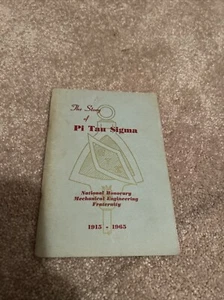 The Story
of
Pi Tau Sigma
National Honorary
Mechanical Engineering
Fraternity
1915 • 1965